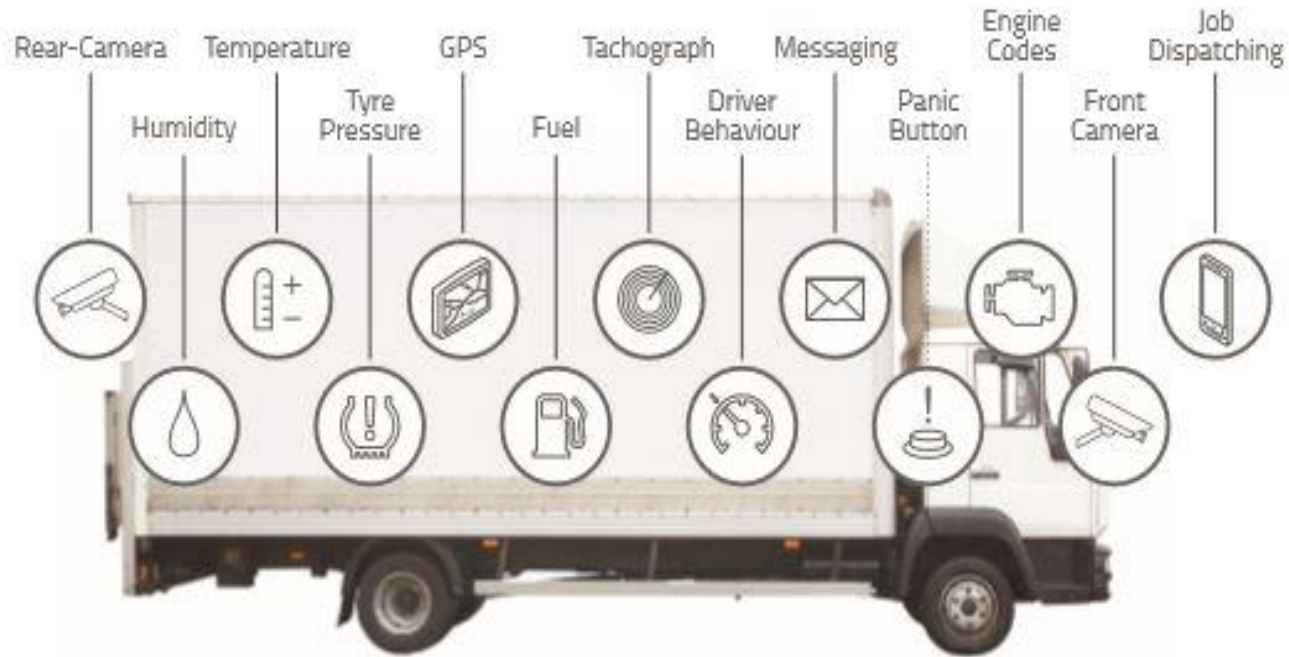 Rear-Camera
Temperature
GPS
Tachograph
Messaging
Engine
Codes
Job
Dispatching
Humidity
Tyre
Pressure
Fuel
Driver
Behaviour
Panic
Button
Front
Camera